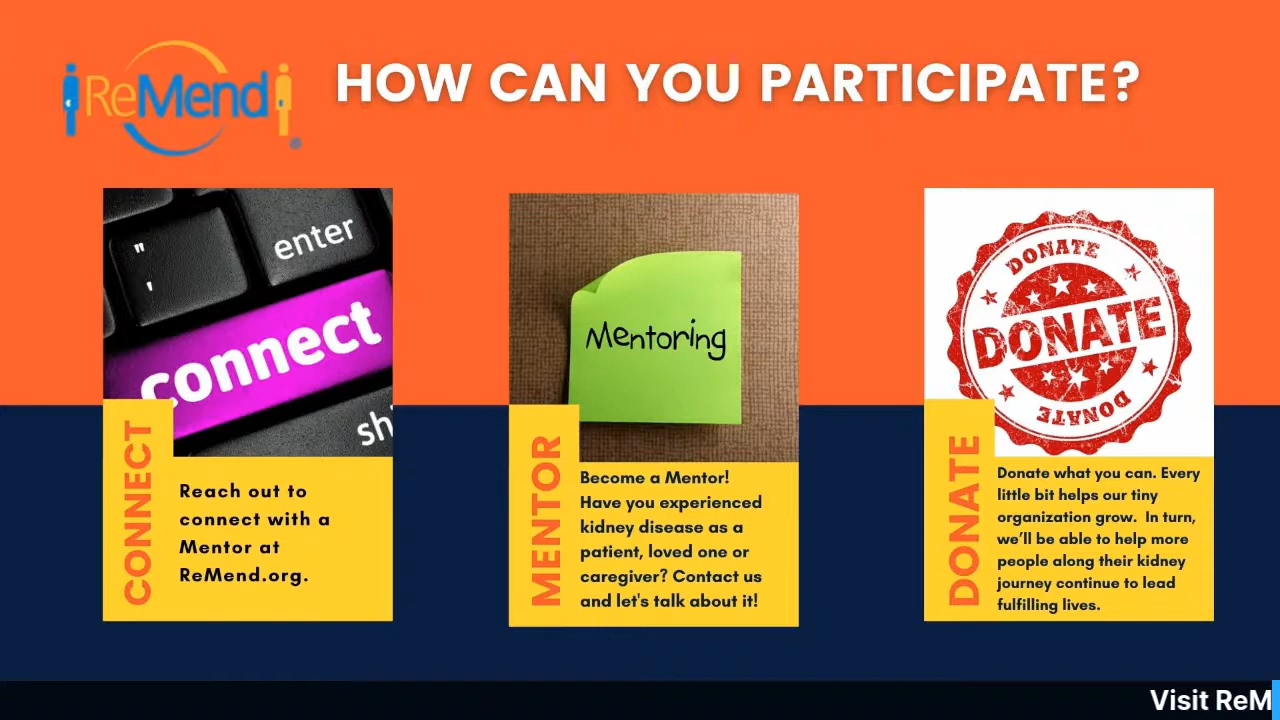 ReMend
HOW CAN YOU PARTICIPATE?
"
'
enter
connect
shi
CONNECT
Reach out to
connect with a
Mentor at
ReMend.org.
Mentoring
MENTOR
Become a Mentor!
Have you experienced
kidney disease as a
patient, loved one or
caregiver? Contact us
and let's talk about it!
DONATE
DONATE
DONATE
DONATE
Donate what you can. Every
little bit helps our tiny
organization grow.  In turn,
we’ll be able to help more
people along their kidney
journey continue to lead
fulfilling lives.
Visit ReM